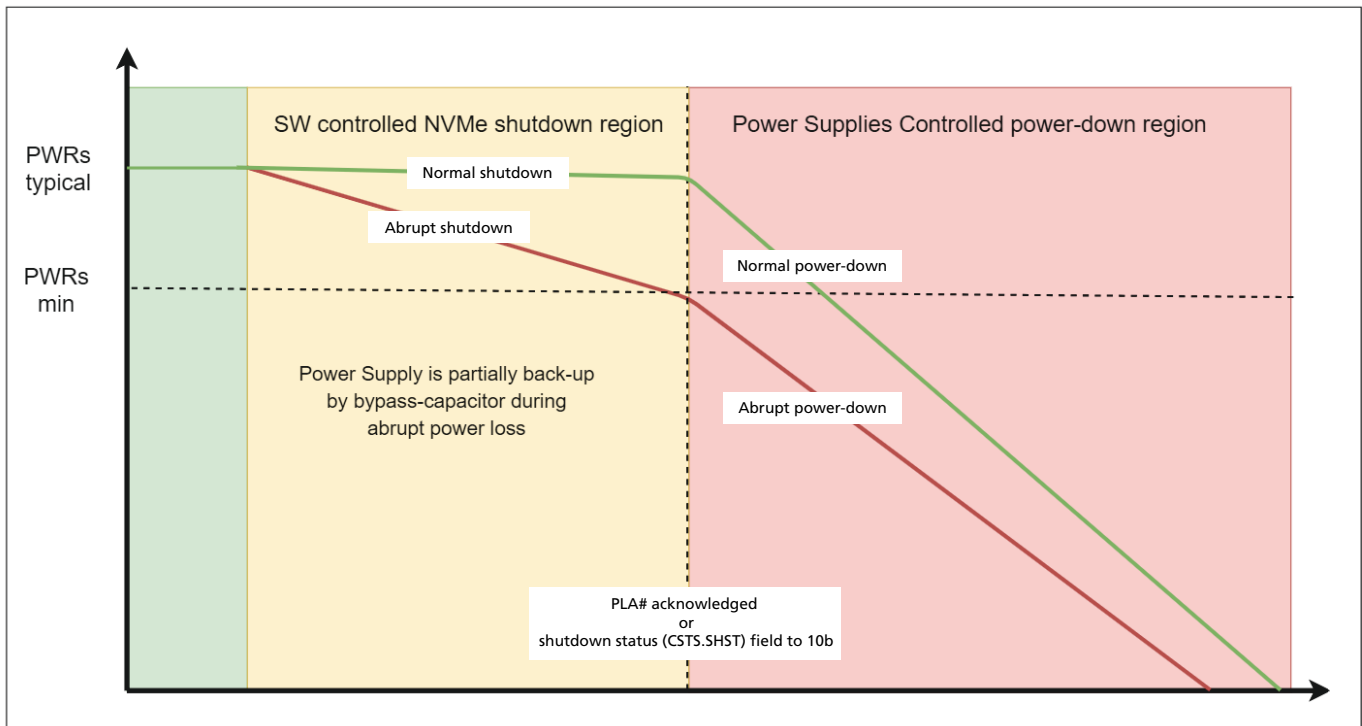 SW controlled NVMe shutdown region
Power Supplies Controlled power-down region
PWRs
typical
Normal shutdown
Abrupt shutdown
Normal power-down
PWRs
min
Power Supply is partially back-up
by bypass-capacitor during
abrupt power loss
Abrupt power-down
PLA# acknowledged
or
shutdown status (CSTS.SHST) field to 10b